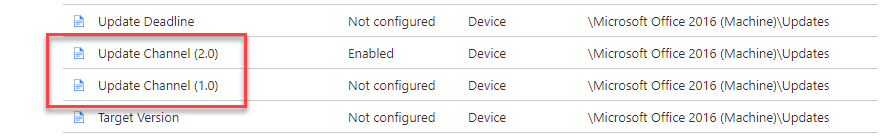 Update Deadline Not configured Device \Microsoft Office 2016 (Machine)\Updates
Update Channel (2.0) Enabled Device \Microsoft Office 2016 (Machine)\Updates
Update Channel (1.0) Not configured Device \Microsoft Office 2016 (Machine)\Updates
Target Version Not configured Device \Microsoft Office 2016 (Machine)\Updates